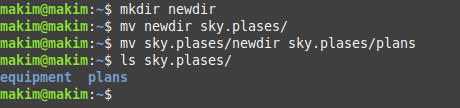 makim@makim:~$ mkdir newdir
makim@makim:~$ mv newdir sky.plases/
makim@makim:~$ mv sky.plases/newdir sky.plases/plans
makim@makim:~$ ls sky.plases/
equipment  plans
makim@makim:~$